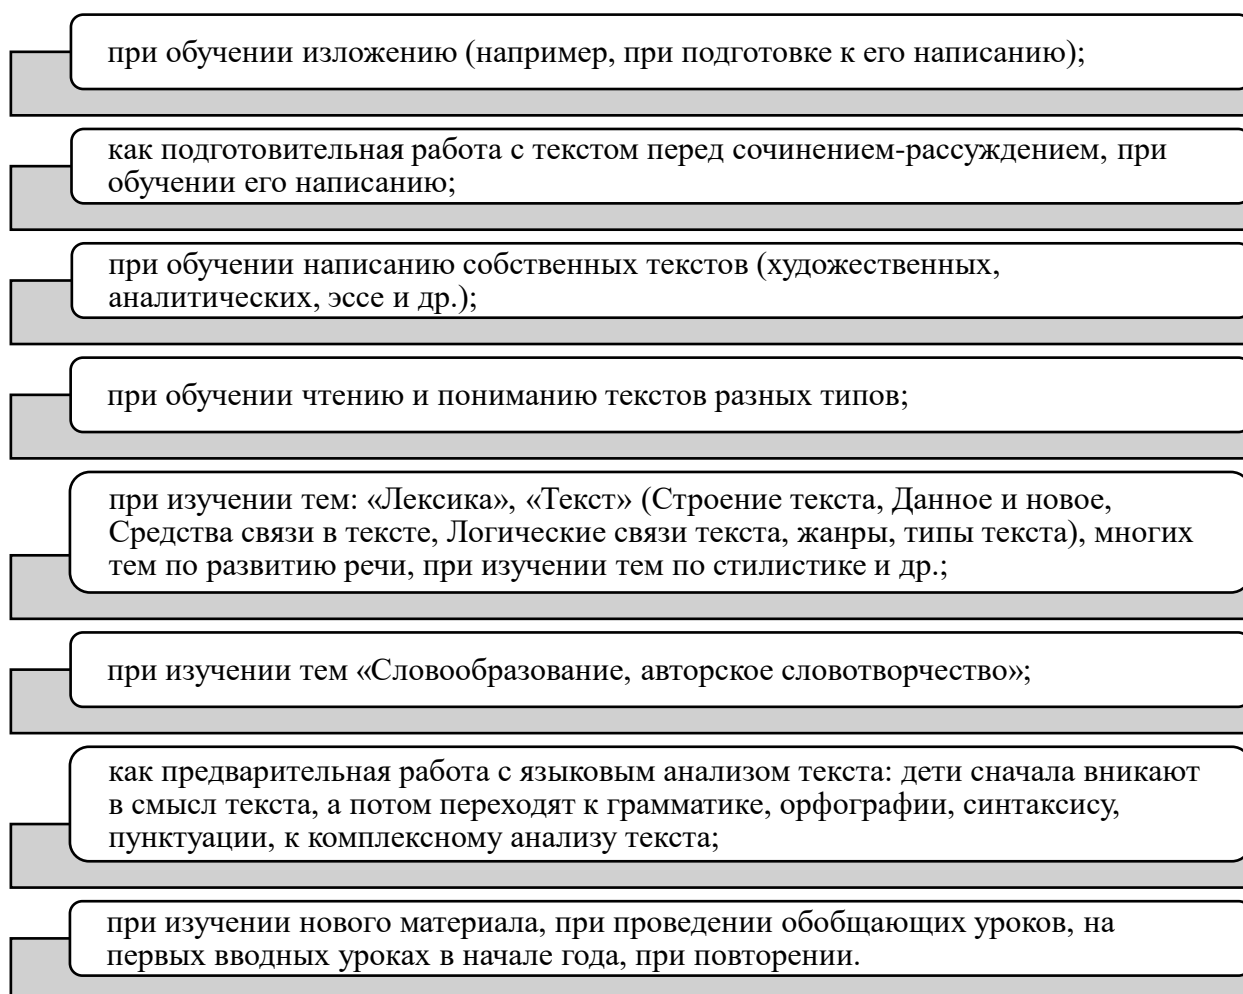 при обучении изложению (например, при подготовке к его написанию);
как подготовительная работа с текстом перед сочинением-рассуждением, при
обучении его написанию;
при обучении написанию собственных текстов (художественных,
аналитических, эссе и др.);
при обучении чтению и пониманию текстов разных типов;
при изучении тем: «Лексика», «Текст» (Строение текста, Данное и новое,
Средства связи в тексте, Логические связи текста, жанры, типы текста), многих
тем по развитию речи, при изучении тем по стилистике и др.;
при изучении тем «Словообразование, авторское словотворчество»;
как предварительная работа с языковым анализом текста: дети сначала вникают
в смысл текста, а потом переходят к грамматике, орфографии, синтаксису,
пунктуации, к комплексному анализу текста;
при изучении нового материала, при проведении обобщающих уроков, на
первых вводных уроках в начале года, при повторении.